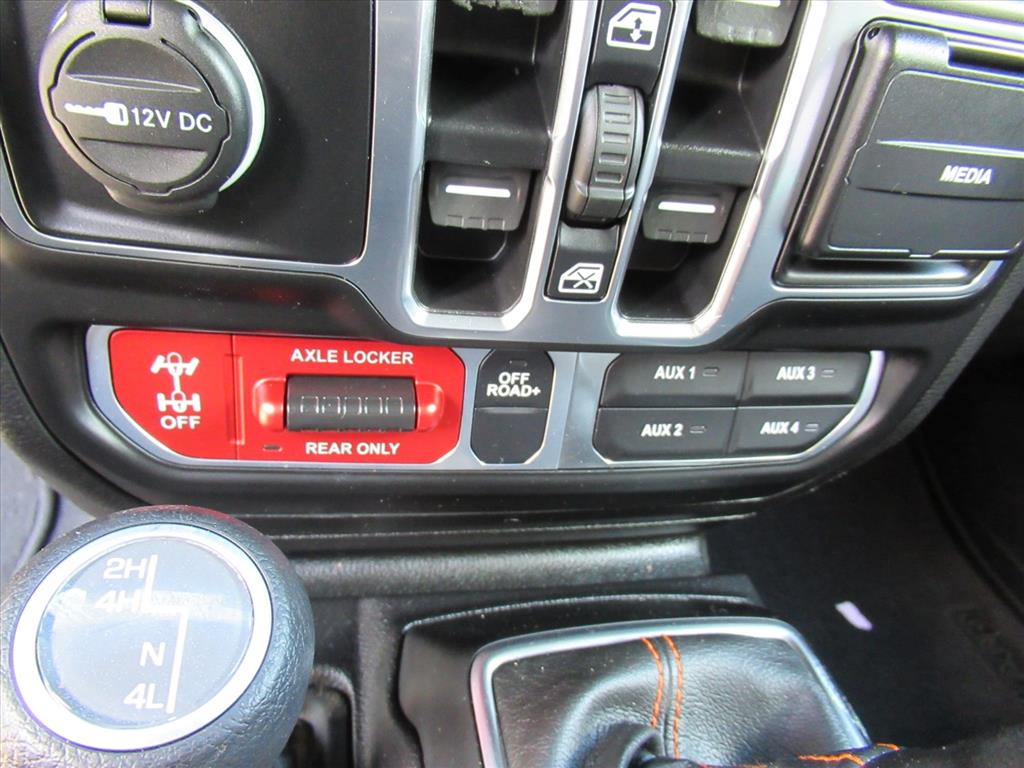 12V DC
MEDIA
AXLE LOCKER
OFF
REAR ONLY
OFF
ROAD+
AUX 1
AUX 3
AUX 2
AUX 4
2H
4H
N
4L